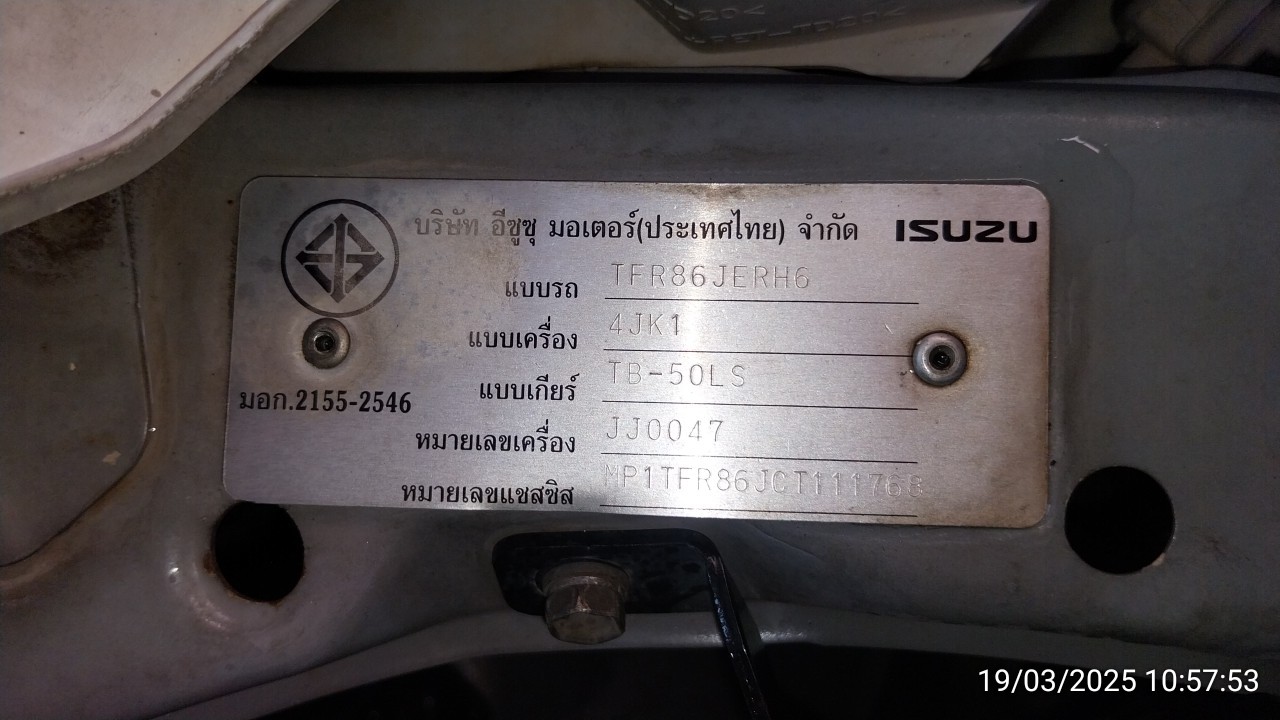 บริษัท อีซูซุ มอเตอร์(ประเทศไทย) จำกัด ISUZU
แบบรถ TFR86JERH6
แบบเครื่อง 4JK1
แบบเกียร์ TB-50LS
มอก.2155-2546
หมายเลขเครื่อง JJ0047
หมายเลขแชสซิส MP1TFR86JCT111768
19/03/2025 10:57:53